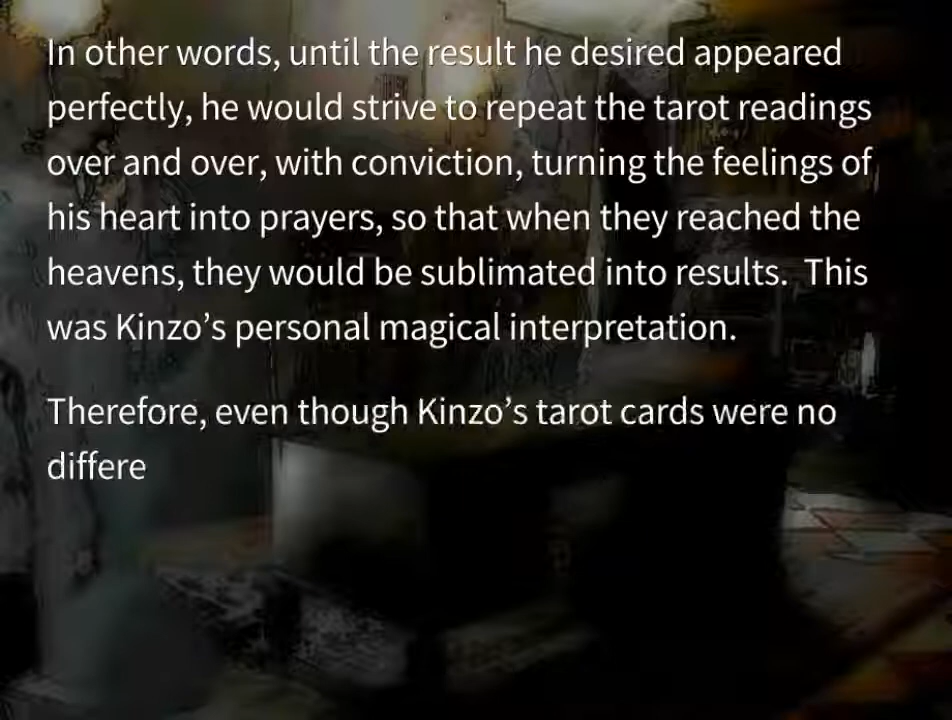 In other words, until the result he desired appeared
perfectly, he would strive to repeat the tarot readings
over and over, with conviction, turning the feelings of
his heart into prayers, so that when they reached the
heavens, they would be sublimated into results.  This
was Kinzo’s personal magical interpretation.
Therefore, even though Kinzo’s tarot cards were no
differe